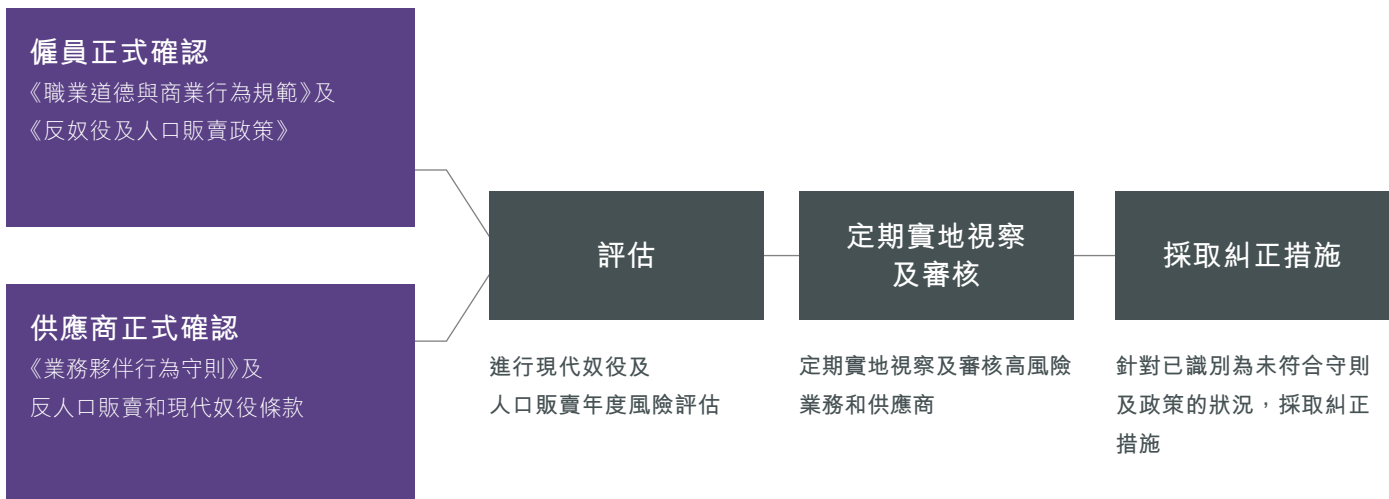 僱員正式確認
《職業道德與商業行為規範》及
《反奴役及人口販賣政策》
供應商正式確認
《業務夥伴行為守則》及
反人口販賣和現代奴役條款
評估
進行現代奴役及
人口販賣年度風險評估
定期實地視察
及審核
定期實地視察及審核高風險
業務和供應商
採取糾正措施
針對已識別為未符合守則
及政策的狀況，採取糾正
措施